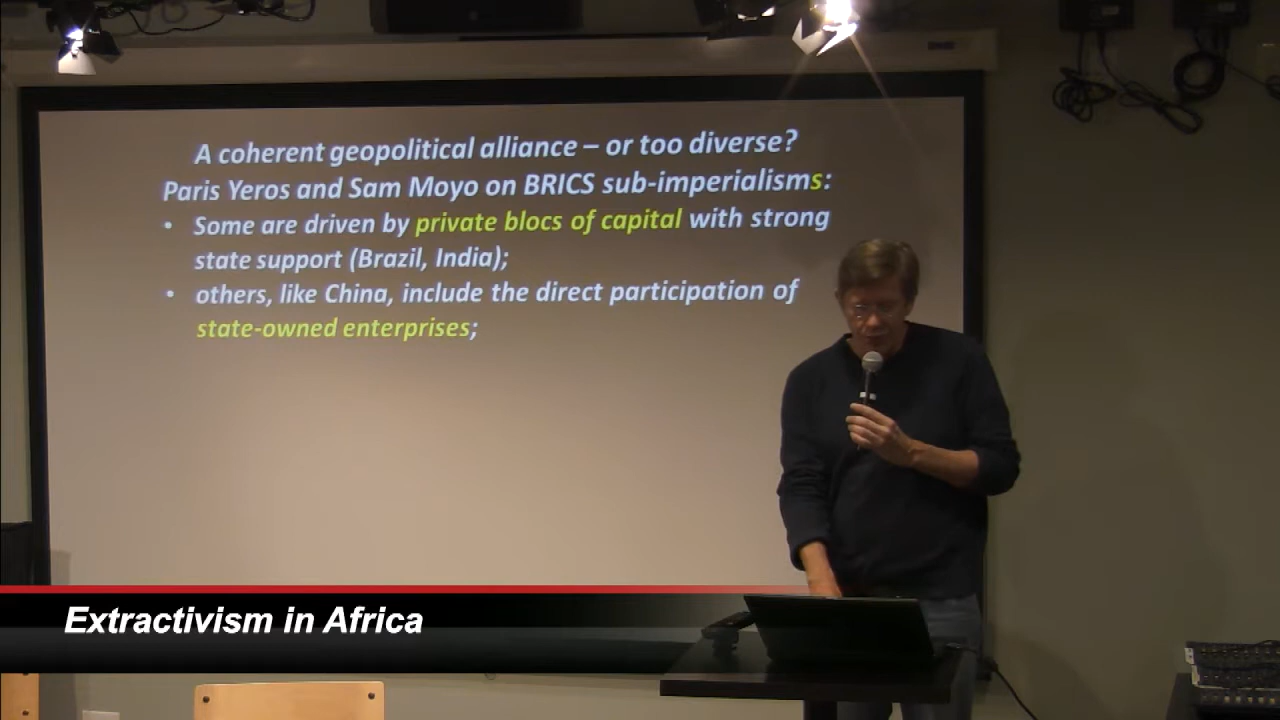 A coherent geopolitical alliance – or too diverse?
Paris Yeros and Sam Moyo on BRICS sub-imperialisms:
• Some are driven by private blocs of capital with strong
state support (Brazil, India);
• others, like China, include the direct participation of
state-owned enterprises;
Extractivism in Africa